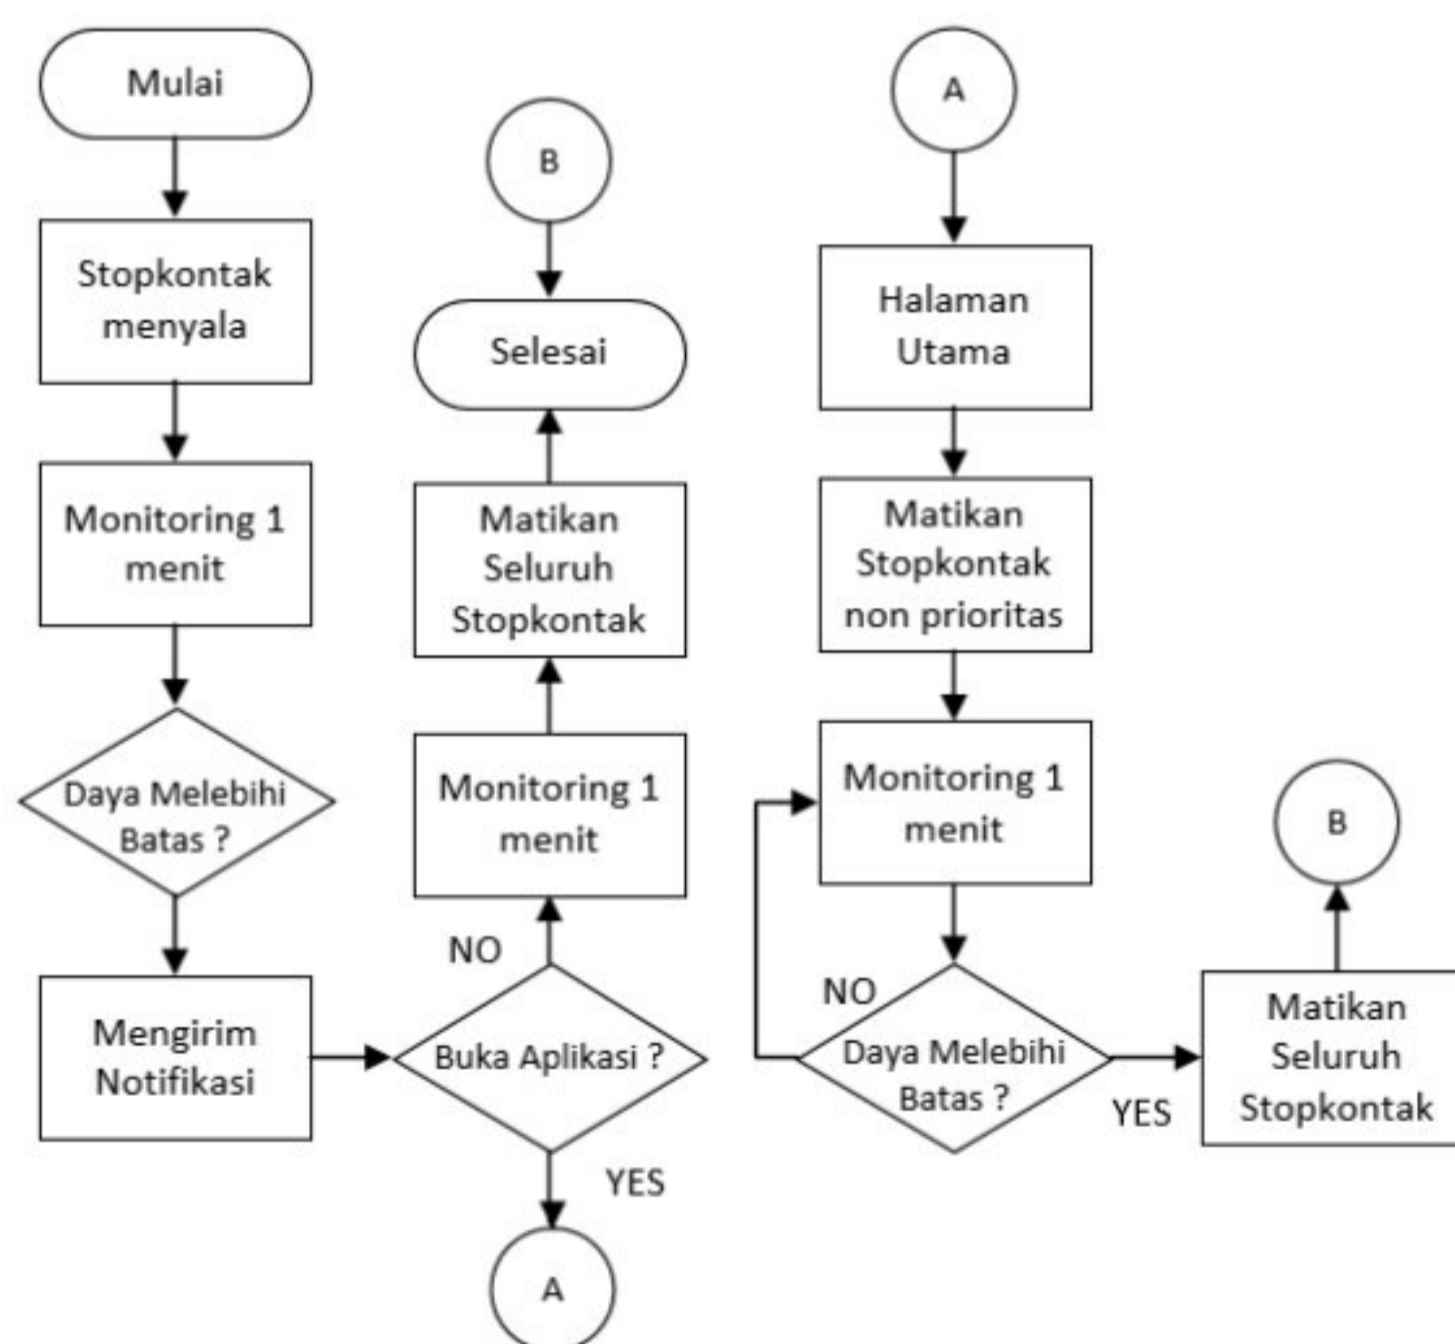 Mulai
Stopkontak
menyala
Monitoring 1
menit
Daya Melebihi
Batas ?
Mengirim
Notifikasi
B
Selesai
Matikan
Seluruh
Stopkontak
Monitoring 1
menit
NO
Buka Aplikasi ?
YES
A
A
Halaman
Utama
Matikan
Stopkontak
non prioritas
Monitoring 1
menit
NO
Daya Melebihi
Batas ?
YES
B
Matikan
Seluruh
Stopkontak